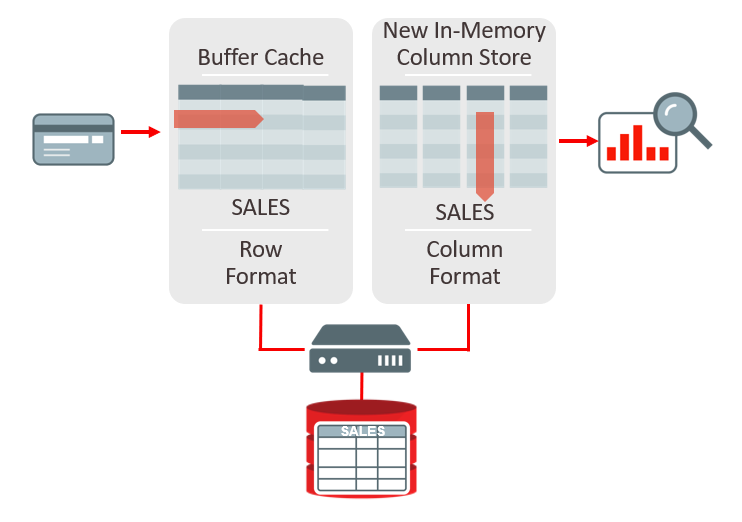 Buffer Cache
SALES
Row
Format
New In-Memory
Column Store
SALES
Column
Format
SALES